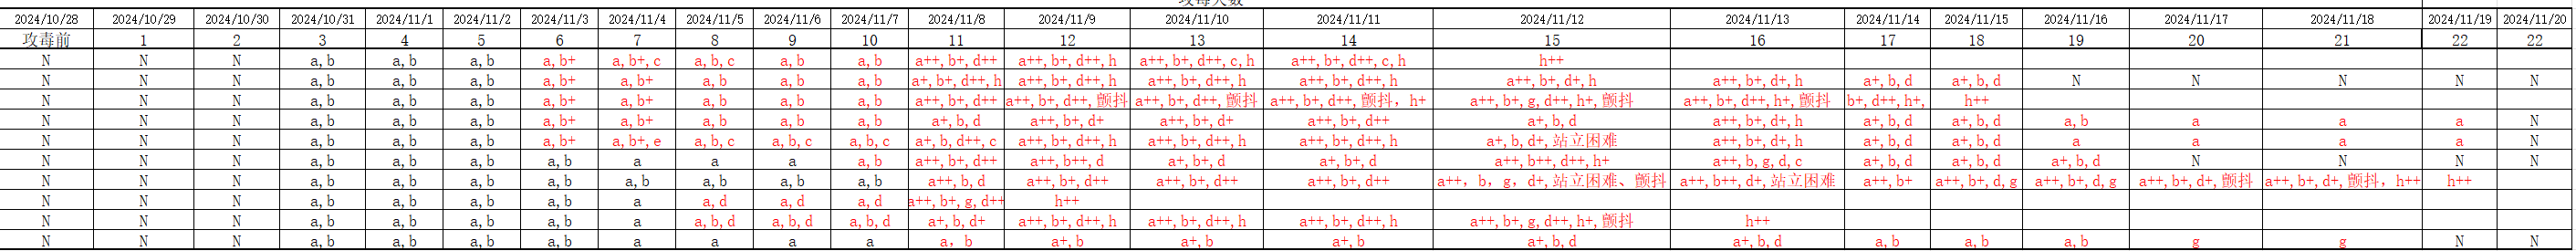 攻毒天数
2024/10/28 2024/10/29 2024/10/30 2024/10/31 2024/11/1 2024/11/2 2024/11/3 2024/11/4 2024/11/5 2024/11/6 2024/11/7 2024/11/8 2024/11/9 2024/11/10 2024/11/11 2024/11/12 2024/11/13 2024/11/14 2024/11/15 2024/11/16 2024/11/17 2024/11/18 2024/11/19 2024/11/20
攻毒前 1 2 3 4 5 6 7 8 9 10 11 12 13 14 15 16 17 18 19 20 21 22 22
N N N a,b a,b a,b a,b+ a,b+,c a,b,c a,b a,b a++,b+,d++ a++,b+,d++,h a++,b+,d++,c,h a++,b+,d++,c,h h++
N N N a,b a,b a,b a,b+ a,b+ a,b a,b a,b a+,b+,d++,h a++,b+,d++,h a++,b+,d++,h a++,b+,d++,h a++,b+,d+,h a++,b+,d+,h a+,b,d a+,b,d N N N N N
N N N a,b a,b a,b a,b+ a,b+ a,b a,b a,b a++,b+,d++ a++,b+,d++,颤抖 a++,b+,d++,颤抖 a++,b+,d++,颤抖，h+ a++,b+,g,d++,h+,颤抖 a++,b+,d++,h+,颤抖 b+,d++,h+, h++
N N N a,b a,b a,b a,b+ a,b+ a,b a,b a,b a+,b,d a++,b+,d+ a++,b+,d+ a++,b+,d++ a+,b,d a++,b+,d+,h a+,b,d a+,b,d a,b a a a N
N N N a,b a,b a,b a,b+ a,b+,e a,b,c a,b,c a,b,c a+,b,d++,c a++,b+,d++,h a++,b+,d++,h a++,b+,d++,h a+,b,d+,站立困难 a++,b+,d+,h a+,b,d a+,b,d a a a a N
N N N a,b a,b a,b a,b a a a a,b a++,b+,d++ a++,b++,d a+,b+,d a+,b+,d a++,b++,d++,h+ a++,b,g,d,c a+,b,d a+,b,d a+,b,d N N N N
N N N a,b a,b a,b a,b a,b a,b a,b a,b a++,b,d a++,b+,d++ a++,b+,d++ a++,b+,d++ a++，b，g，d+,站立困难、颤抖 a++,b++,d+,站立困难 a++,b+ a++,b+,d,g a++,b+,d,g a++,b+,d+,颤抖 a++,b+,d+,颤抖，h++ h++
N N N a,b a,b a,b a,b a a,d a,d a,d a++,b+,g,d++ h++
N N N a,b a,b a,b a,b a a,b,d a,b,d a,b,d a+,b,d+ a++,b+,d++,h a++,b+,d++,h a++,b+,d++,h a++,b+,g,d++,h+,颤抖 h++
N N N a,b a,b a,b a,b a a a a a，b a+,b a+,b a+,b a+,b,d a+,b,d a,b a,b a,b g g N N